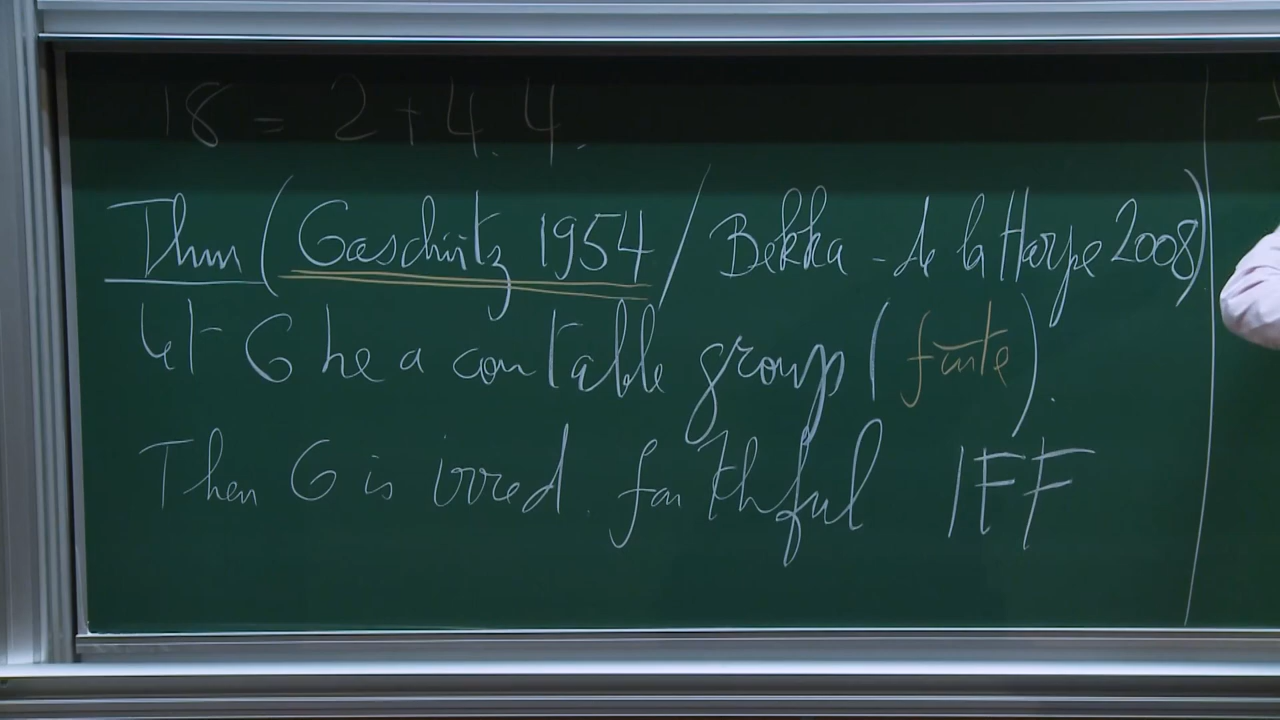 18 = 2 + 4. 4.
Thm (Gaschütz 1954 / Bekka - de la Harpe 2008)
Let G be a countable group (finite).
Then G is irred. faithful IFF